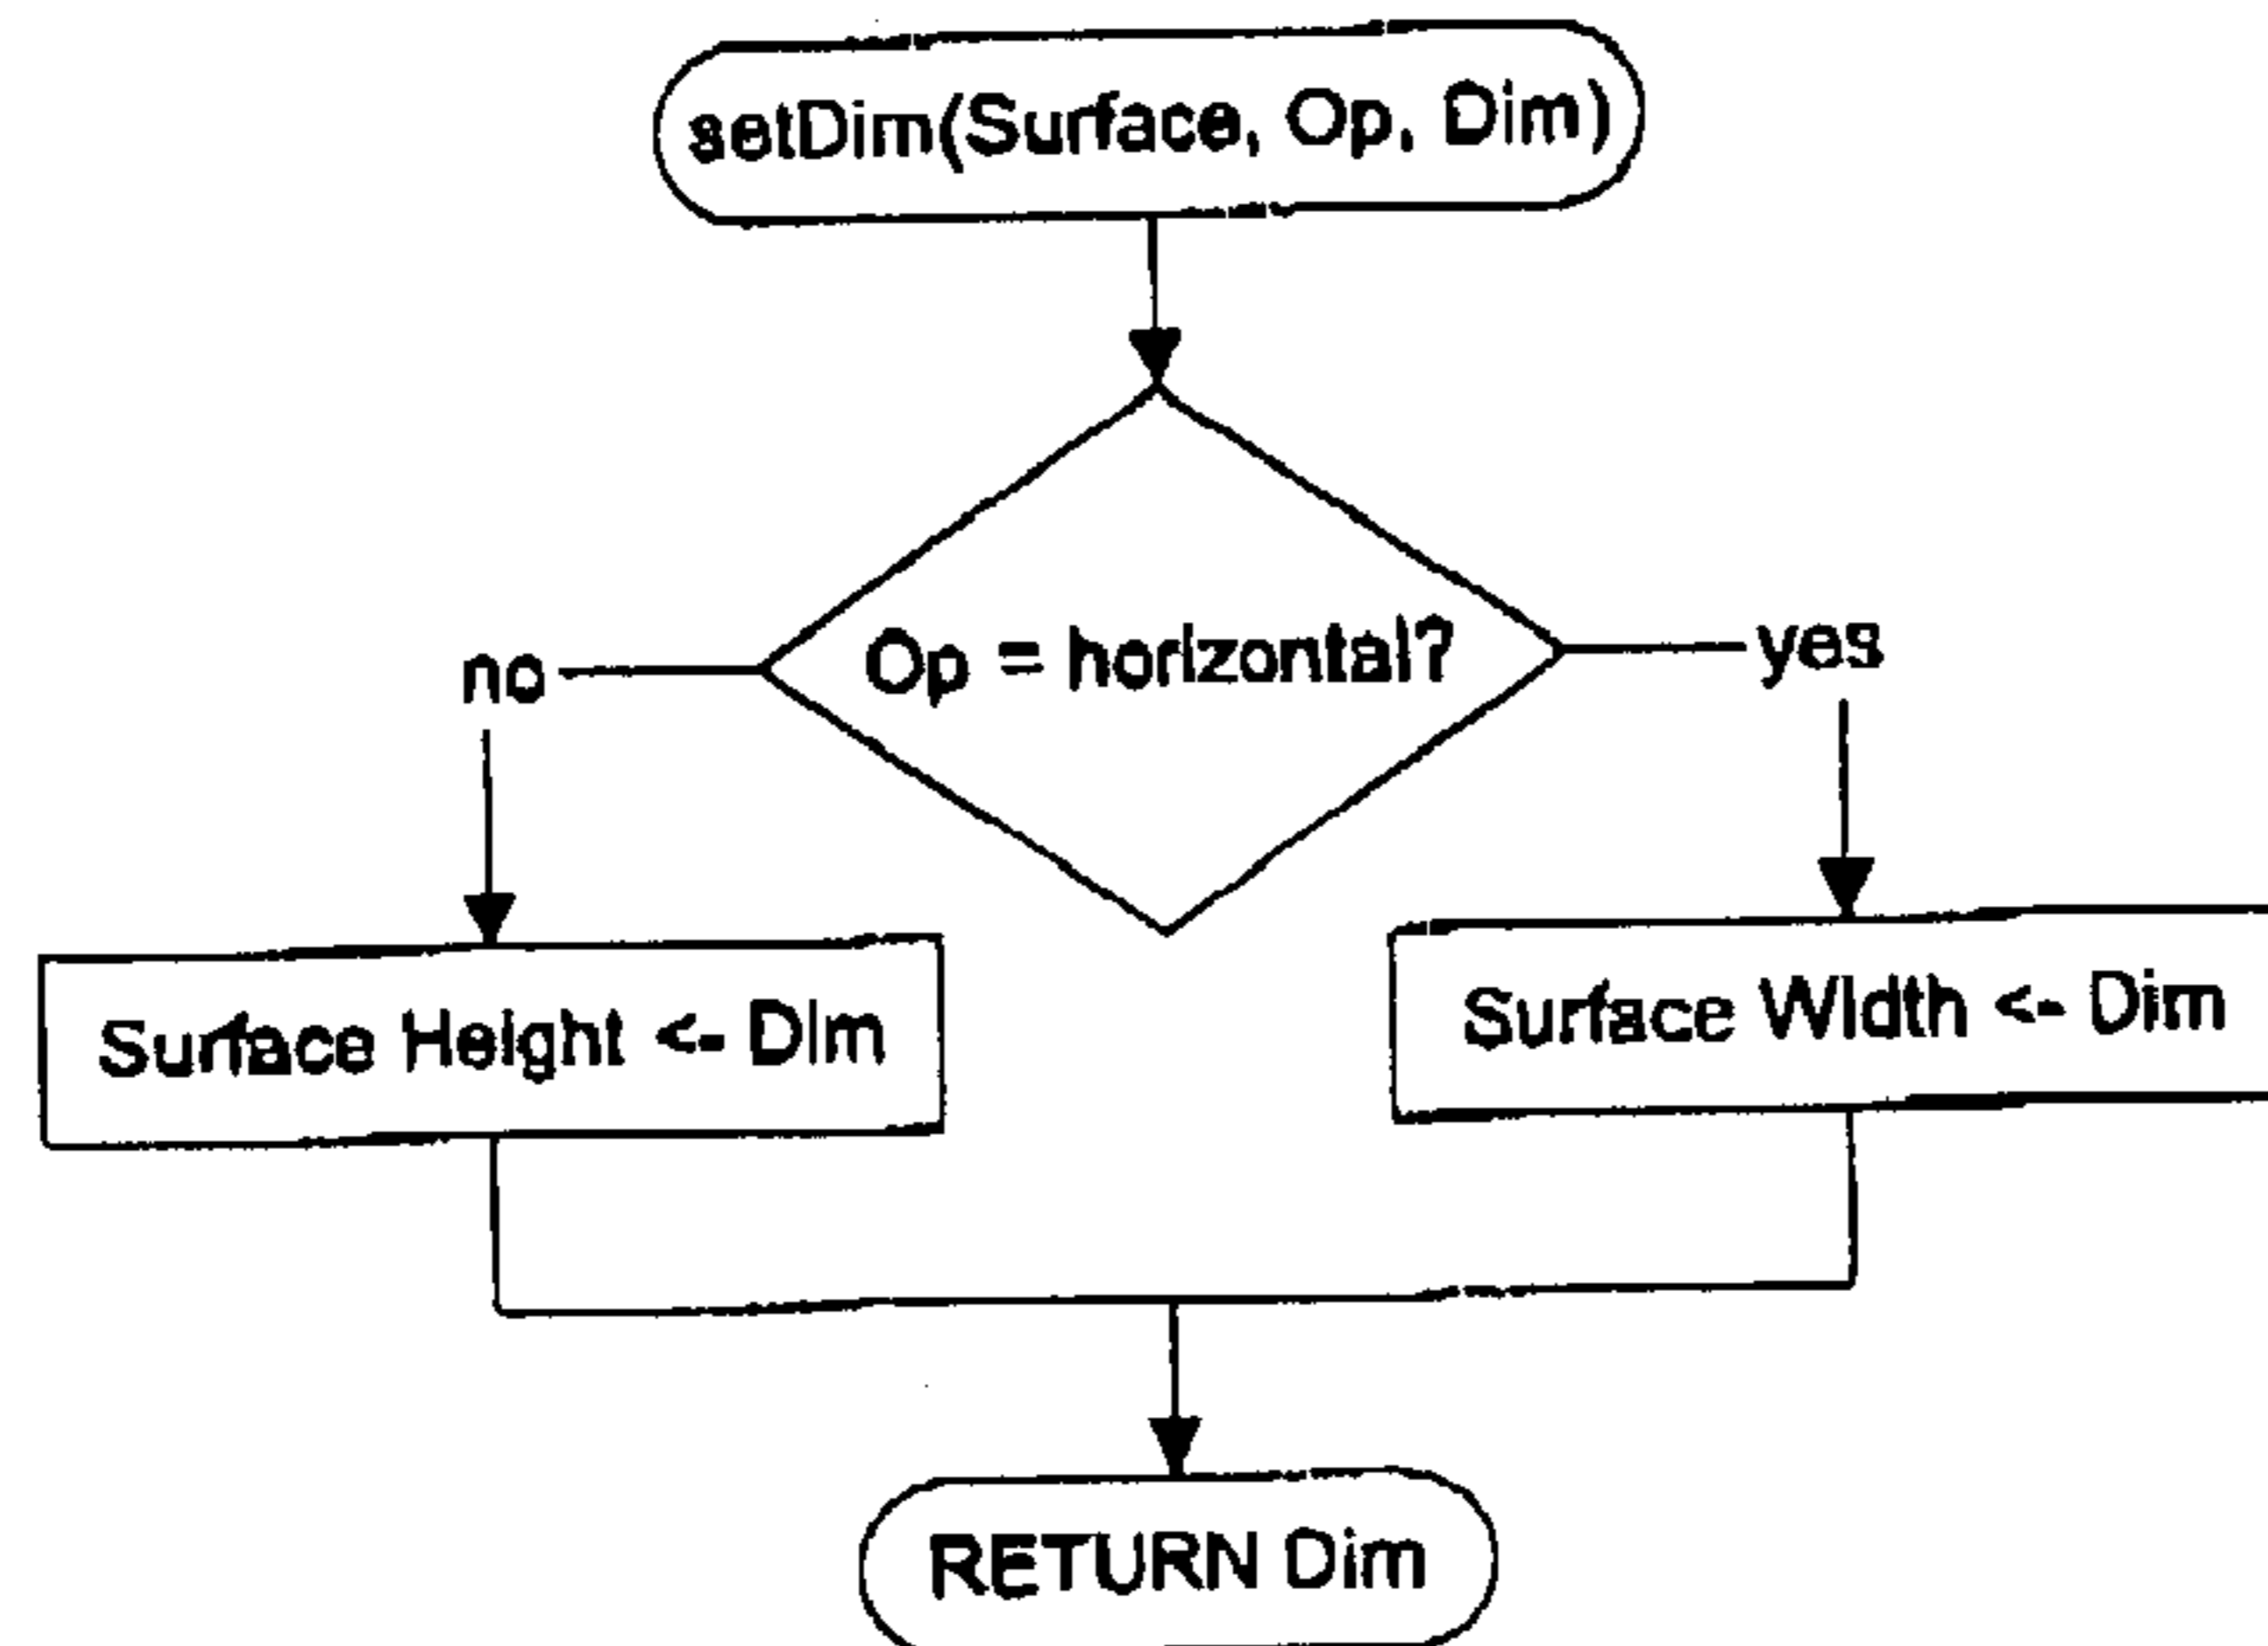 setDim(Surface, Op, Dim)
Op = horizontal?
no
yes
Surface Height <- Dim
Surface Width <- Dim
RETURN Dim